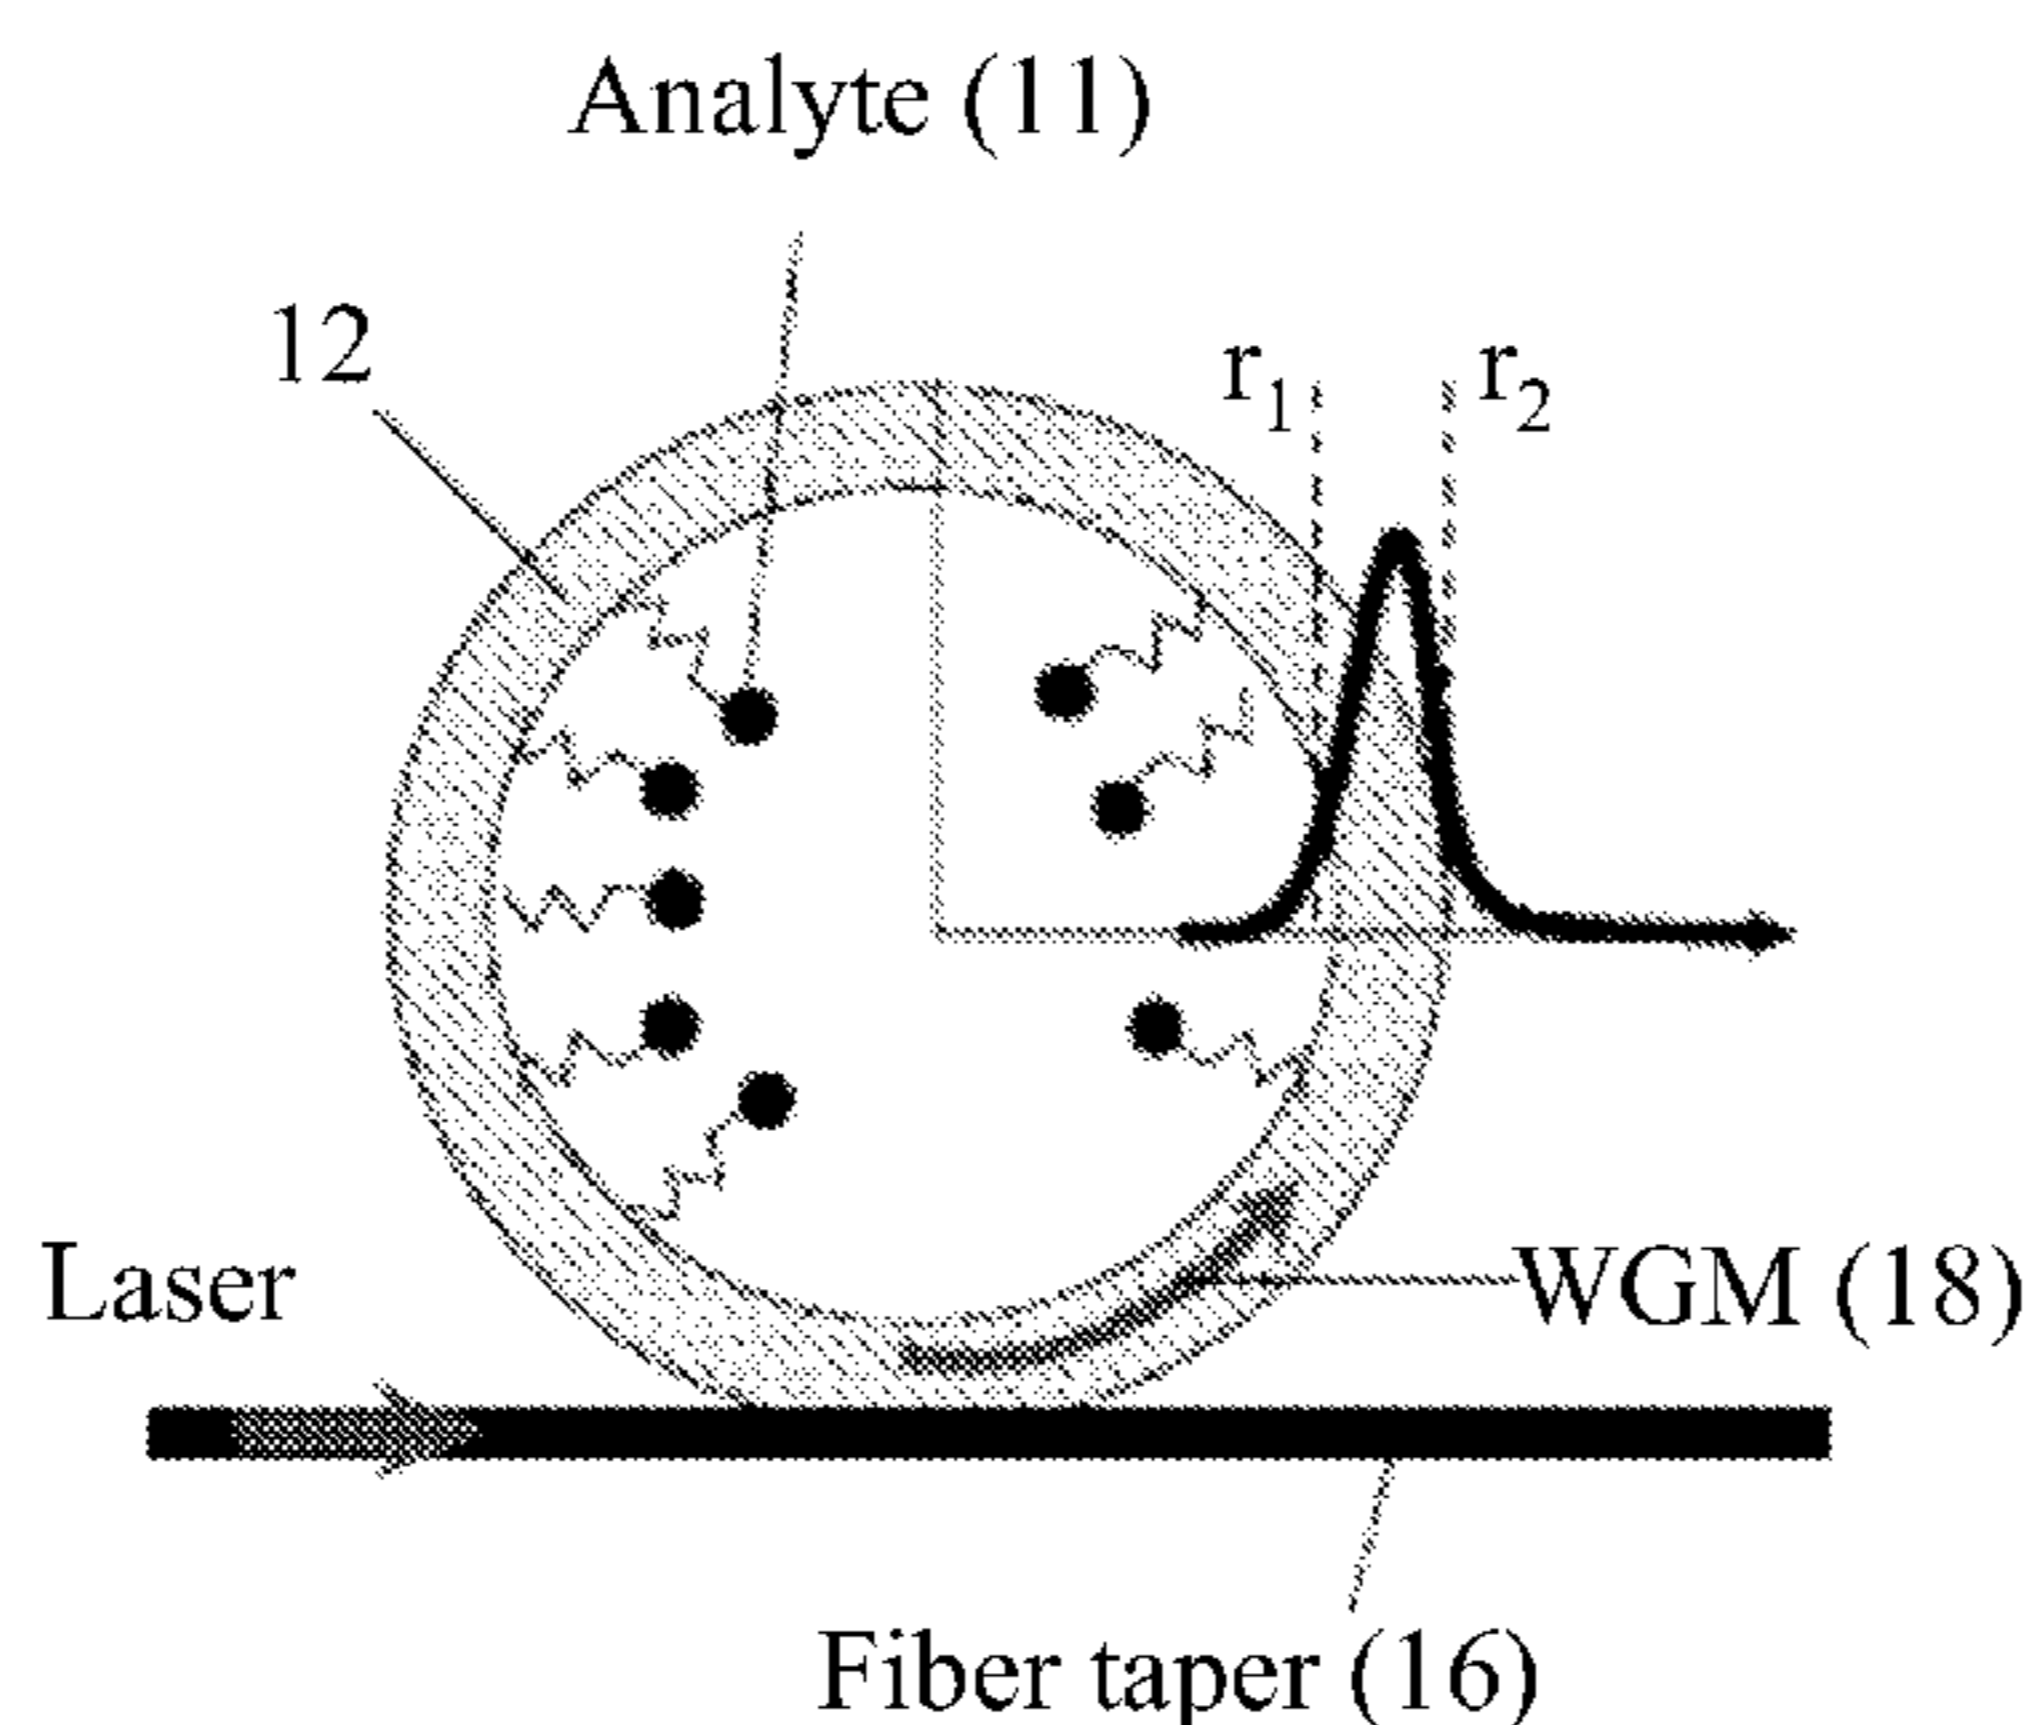 Analyte (11)
12
r1
r2
Laser
WGM (18)
Fiber taper (16)